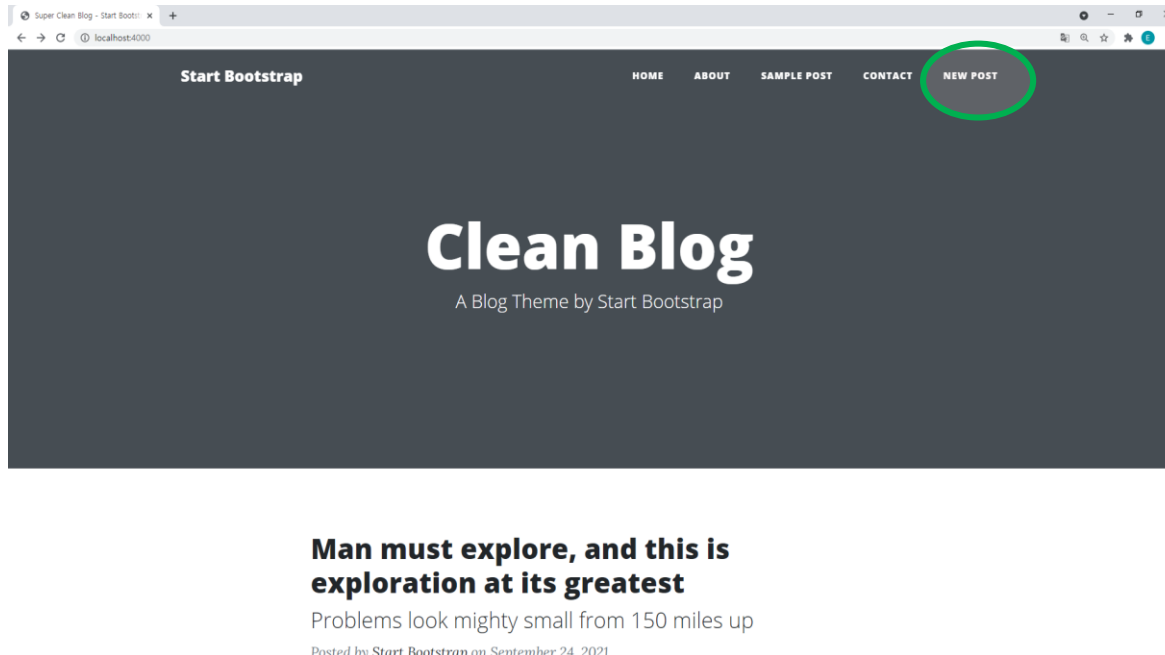 Super Clean Blog - Start Bootst
localhost:4000
E
Start Bootstrap
HOME ABOUT SAMPLE POST CONTACT NEW POST
Clean Blog
A Blog Theme by Start Bootstrap
Man must explore, and this is
exploration at its greatest
Problems look mighty small from 150 miles up
Posted by Start Bootstrap on September 24, 2021